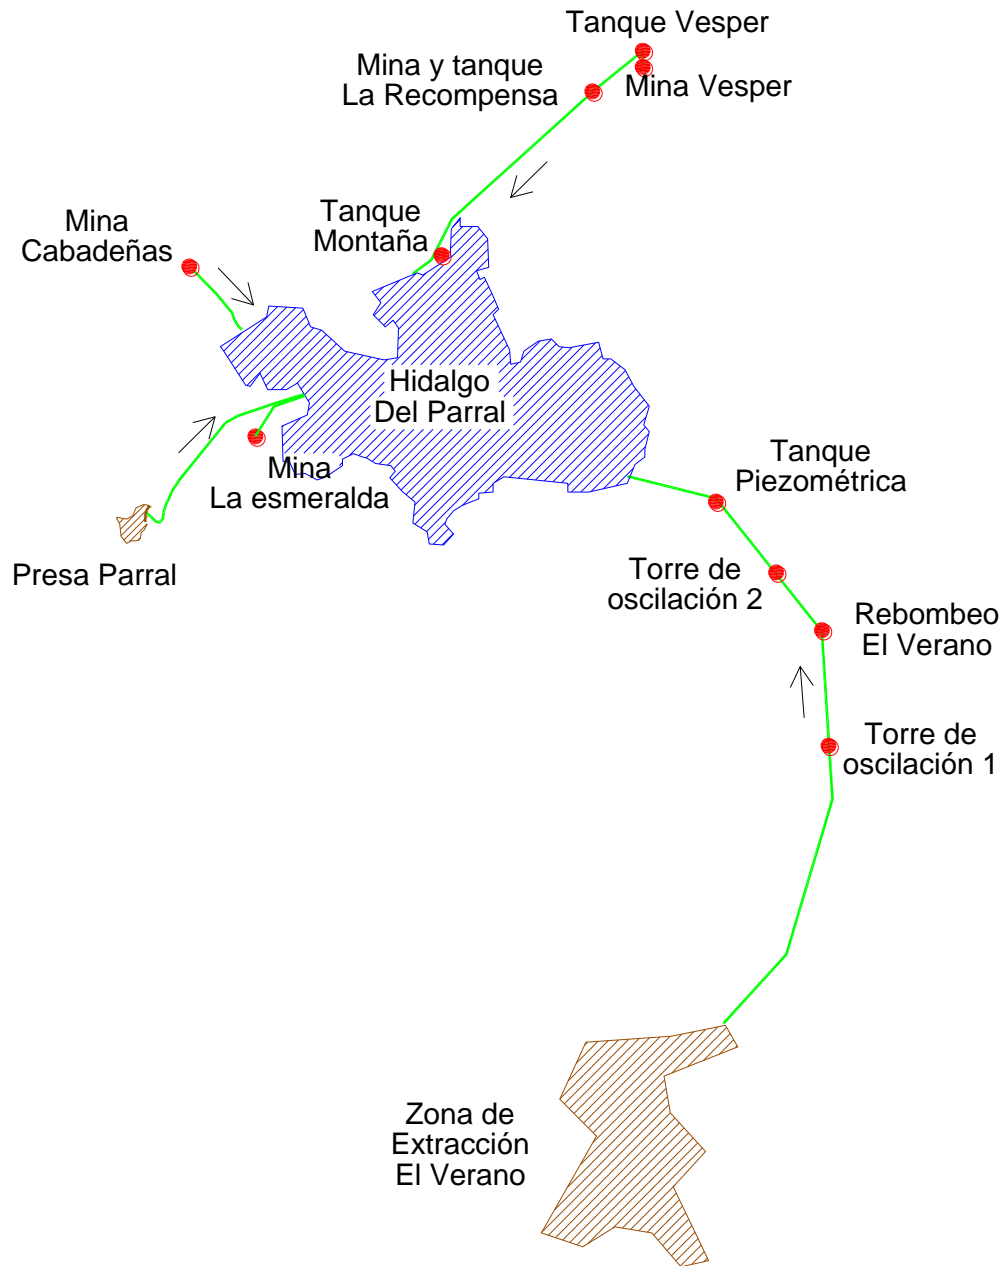 Tanque Vesper
Mina y tanque
La Recompensa
Mina Vesper
Tanque
Montaña
Mina
Cabadeñas
Hidalgo
Del Parral
Mina
La esmeralda
Tanque
Piezométrica
Presa Parral
Torre de
oscilación 2
Rebombeo
El Verano
Torre de
oscilación 1
Zona de
Extracción
El Verano